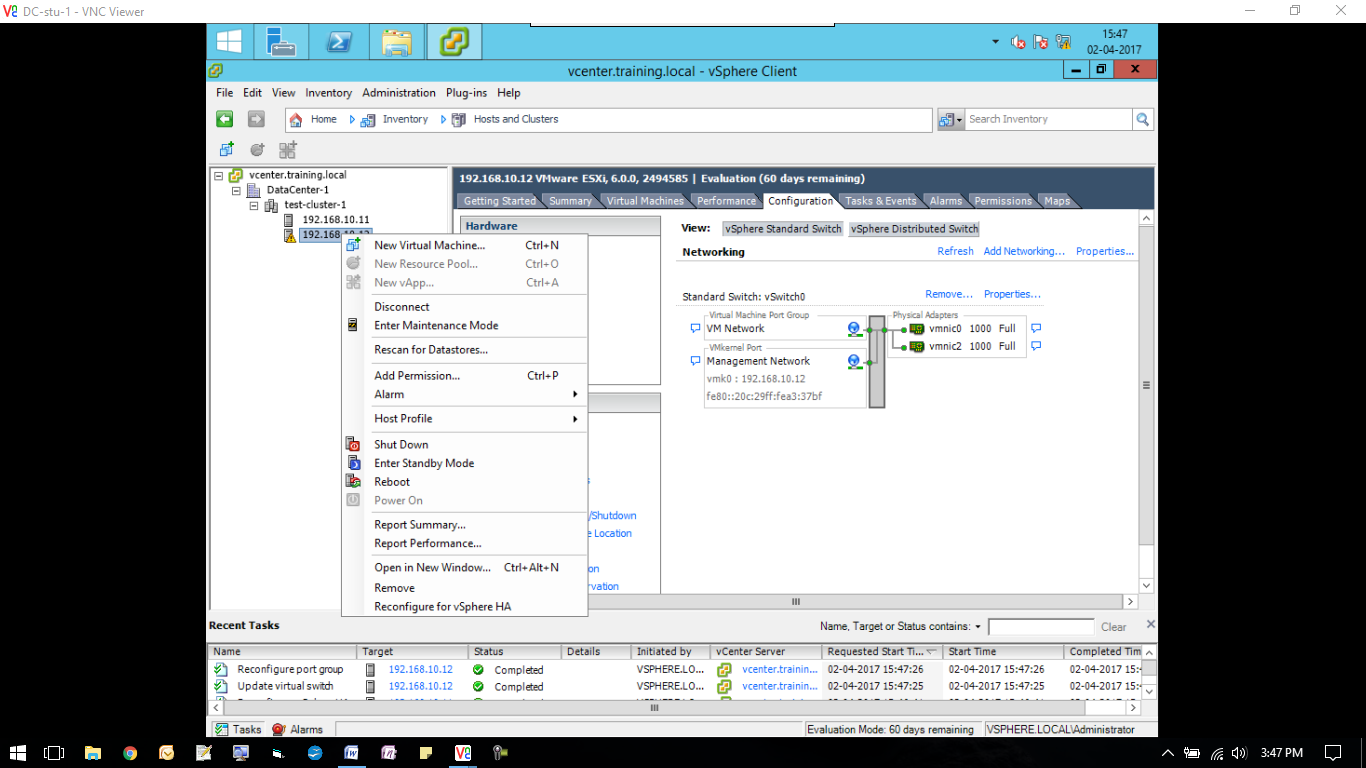 DC-stu-1 - VNC Viewer
15:47
02-04-2017
vcenter.training.local - vSphere Client
File Edit View Inventory Administration Plug-ins Help
Home Inventory Hosts and Clusters
Search Inventory
vcenter.training.local
DataCenter-1
test-cluster-1
192.168.10.11
192.168.10.12
192.168.10.12 VMware ESXi, 6.0.0, 2494585 | Evaluation (60 days remaining)
Getting Started Summary Virtual Machines Performance Configuration Tasks & Events Alarms Permissions Maps
Hardware
View: vSphere Standard Switch vSphere Distributed Switch
Networking Refresh Add Networking... Properties...
Standard Switch: vSwitch0 Remove... Properties...
Virtual Machine Port Group
VM Network
VMkernel Port
Management Network
vmk0 : 192.168.10.12
fe80::20c:29ff:fea3:37bf
Physical Adapters
vmnic0 1000 Full
vmnic2 1000 Full
New Virtual Machine... Ctrl+N
New Resource Pool... Ctrl+O
New vApp... Ctrl+A
Disconnect
Enter Maintenance Mode
Rescan for Datastores...
Add Permission... Ctrl+P
Alarm
Host Profile
Shut Down
Enter Standby Mode
Reboot
Power On
Report Summary...
Report Performance...
Open in New Window... Ctrl+Alt+N
Remove
Reconfigure for vSphere HA
/Shutdown
e Location
on
rvation
Recent Tasks
Name, Target or Status contains: Clear
Name Target Status Details Initiated by vCenter Server Requested Start Ti... Start Time Completed Tim
Reconfigure port group 192.168.10.12 Completed VSPHERE.LO... vcenter.trainin... 02-04-2017 15:47:26 02-04-2017 15:47:26 02-04-2017 15:4
Update virtual switch 192.168.10.12 Completed VSPHERE.LO... vcenter.trainin... 02-04-2017 15:47:25 02-04-2017 15:47:25 02-04-2017 15:4
Tasks Alarms
Evaluation Mode: 60 days remaining VSPHERE.LOCAL\Administrator
3:47 PM